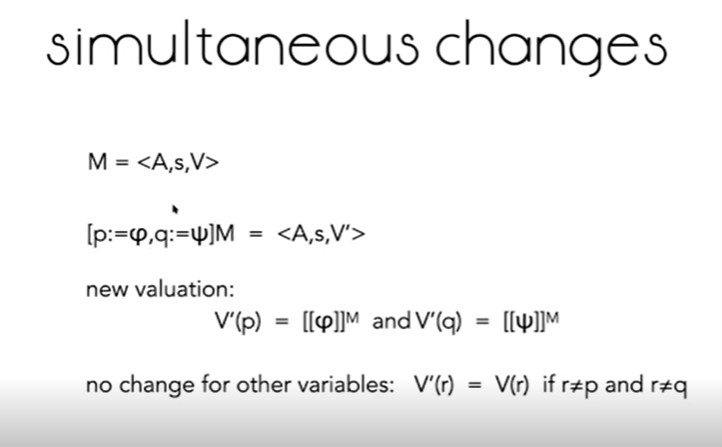 simultaneous changes
M = <A,s,V>
[p:=φ,q:=ψ]M = <A,s,V'>
new valuation:
V'(p) = [[φ]]ᴹ and V'(q) = [[ψ]]ᴹ
no change for other variables: V'(r) = V(r) if r≠p and r≠q